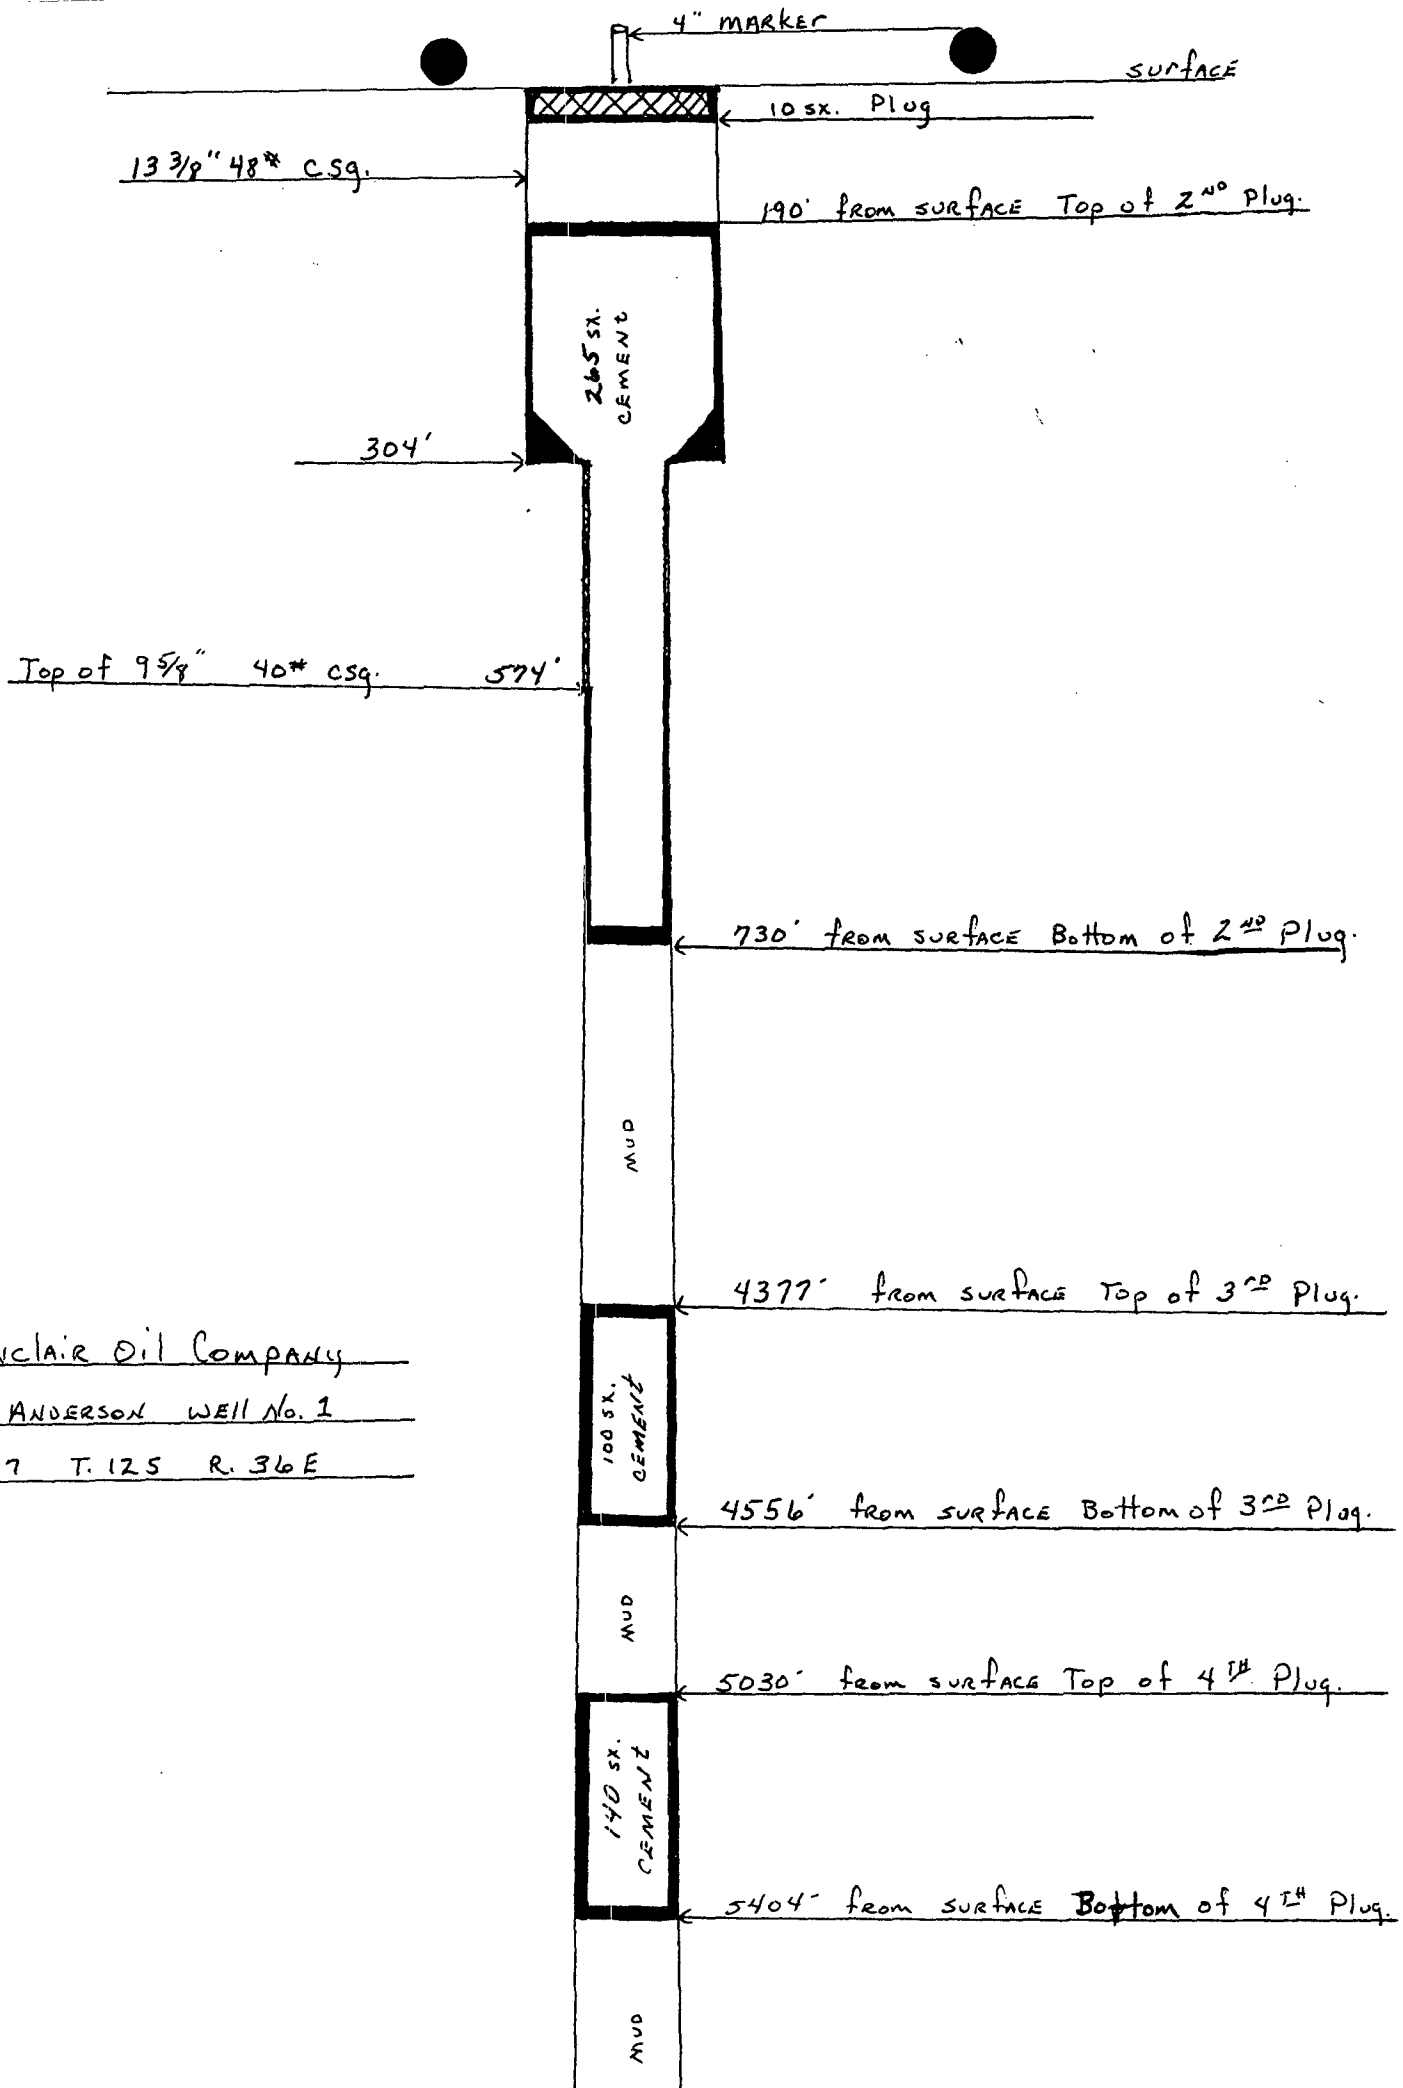 4" MARKEr
SURfACE
10 sx. Plug
13 3/8" 48# CSg.
190' from SURfACE Top of 2ND Plug.
265 sx.
CEMENt
304'
Top of 9 5/8" 40# CSg. 574'
730' from SURfACE Bottom of 2ND Plug.
MUD
4377' from SURfACE Top of 3rD Plug.
NCLAIR Oil COMPANY
ANDERSON WEll No. 1
7 T. 12S R. 36E
100 sx.
CEMENt
4556' from SURfACE Bottom of 3rD Plug.
MUD
5030' from SURfACE Top of 4TH Plug.
140 sx.
CEMENt
5404' from SURfACE Bottom of 4TH Plug.
MUD